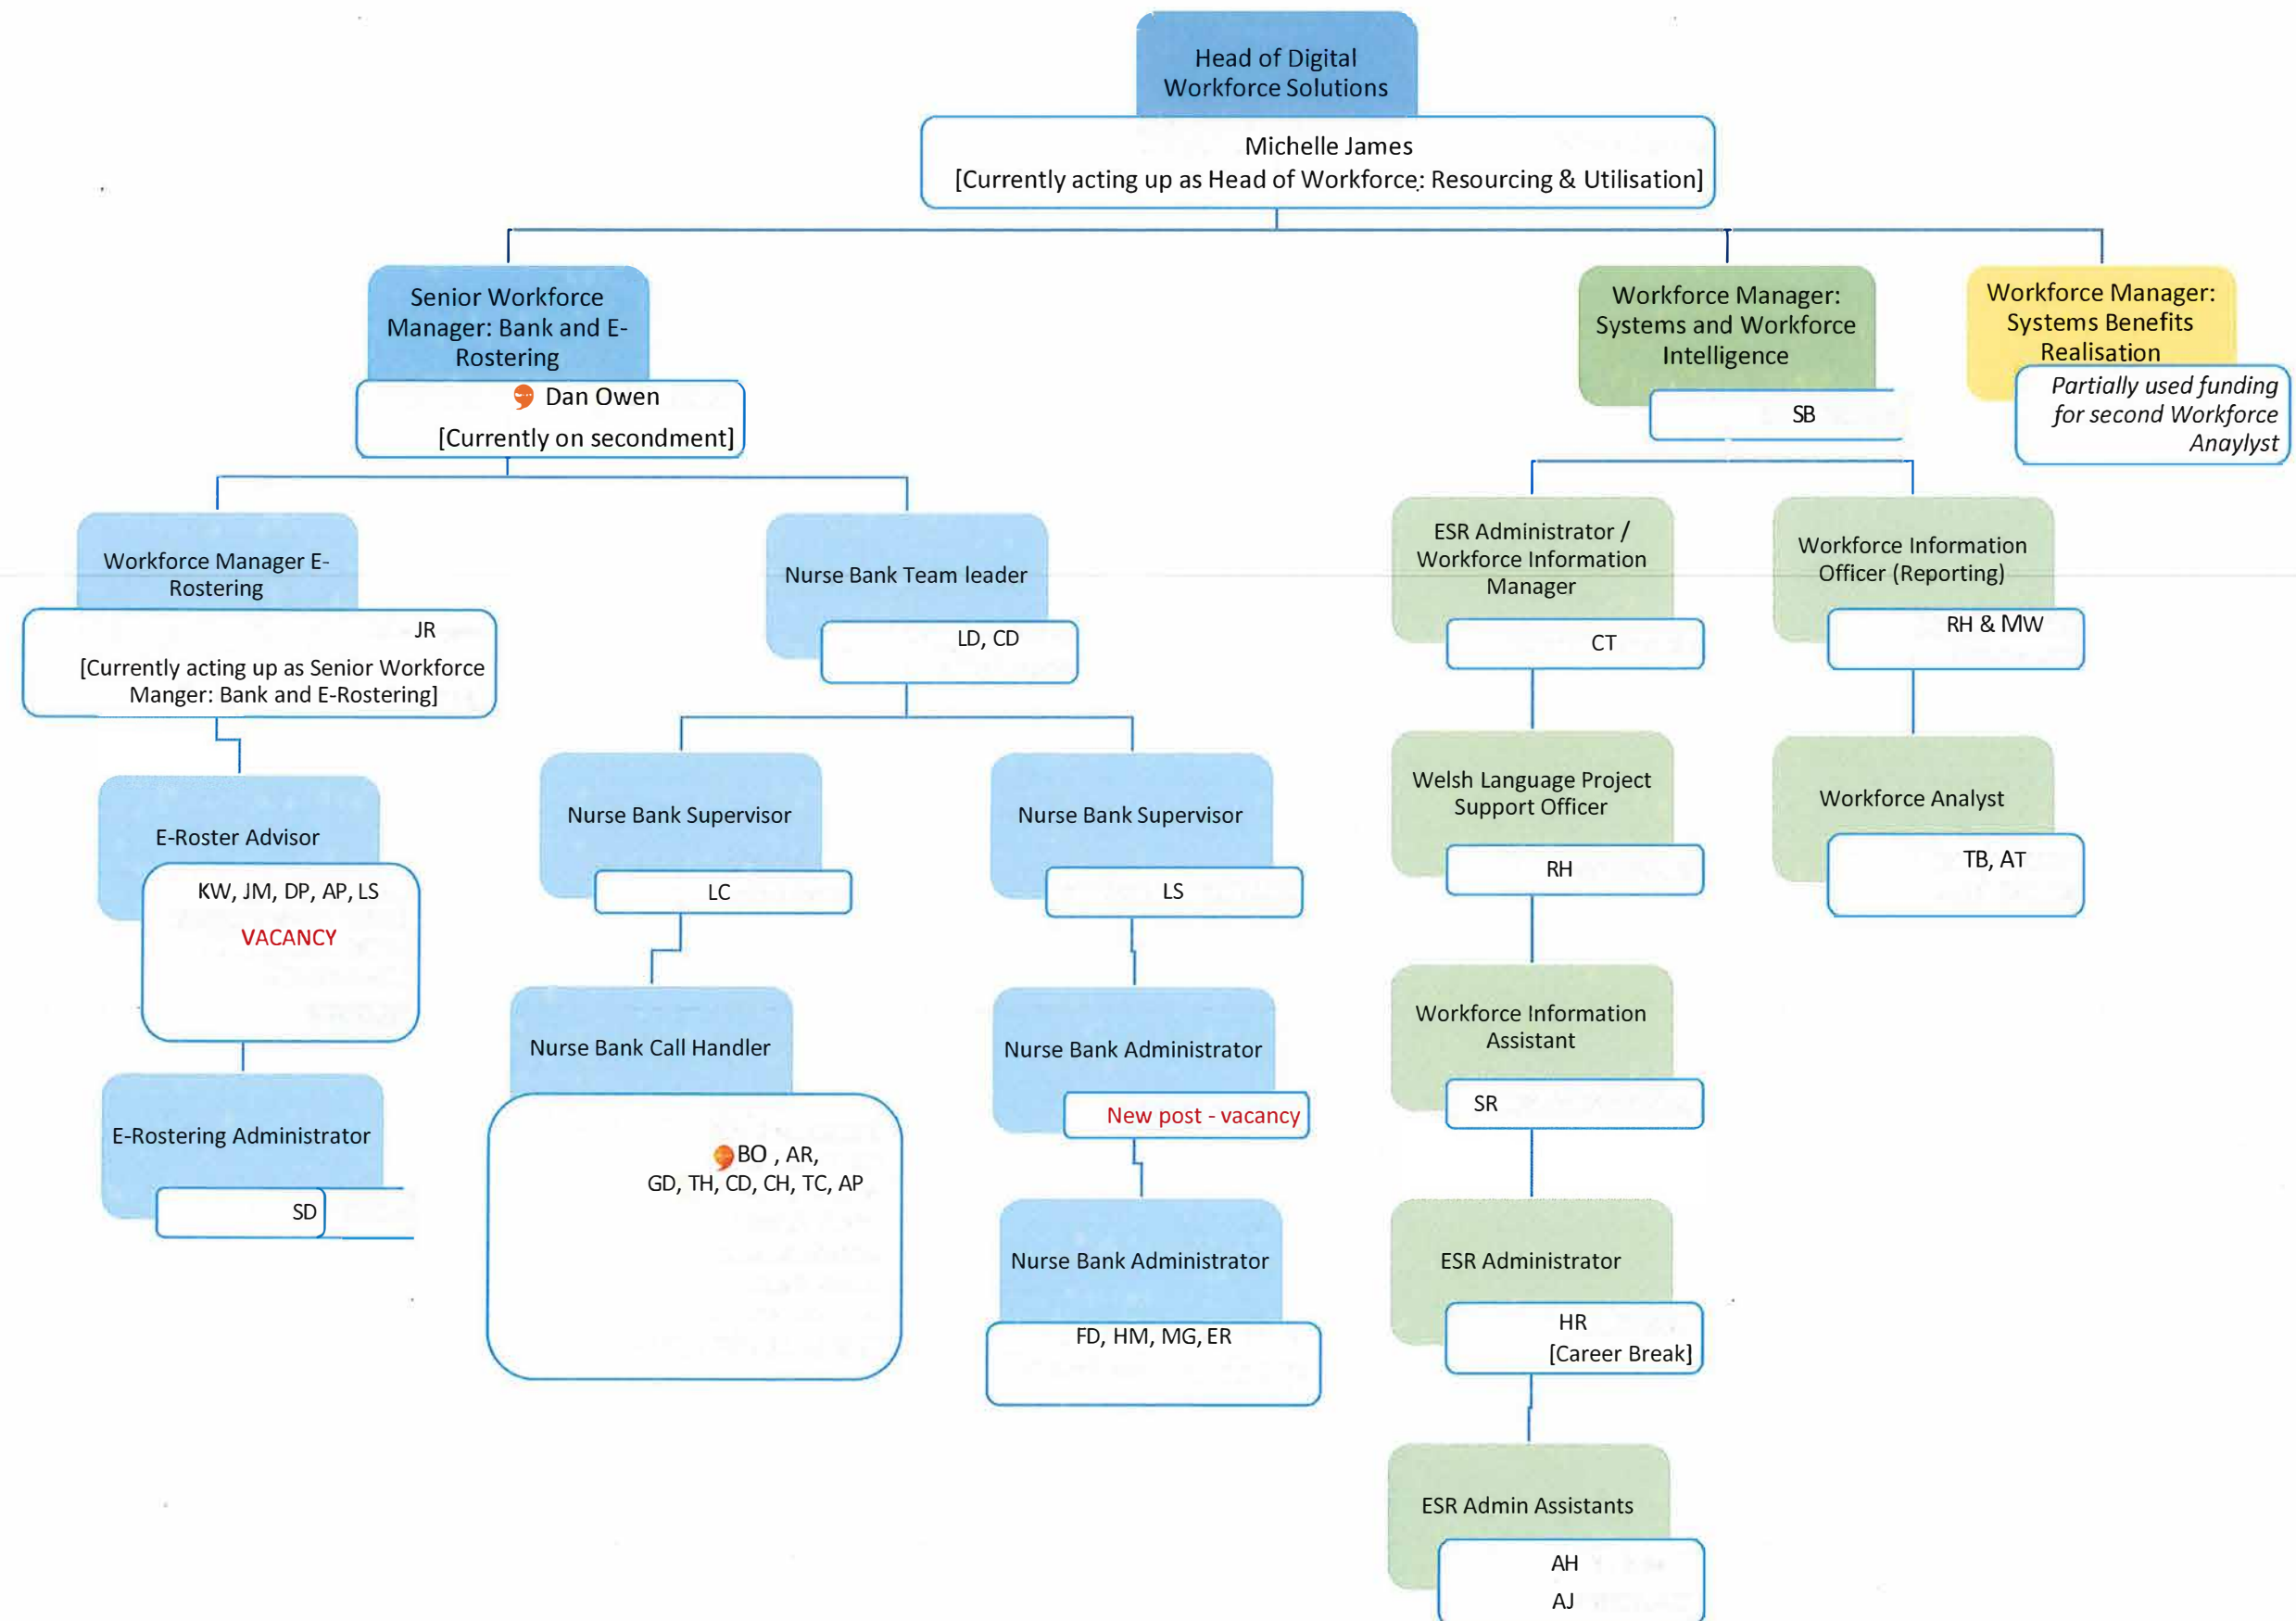 Head of Digital
Workforce Solutions
Michelle James
[Currently acting up as Head of Workforce: Resourcing & Utilisation]
Senior Workforce
Manager: Bank and E-
Rostering
Dan Owen
[Currently on secondment]
Workforce Manager:
Systems and Workforce
Intelligence
SB
Workforce Manager:
Systems Benefits
Realisation
Partially used funding
for second Workforce
Anaylyst
Workforce Manager E-
Rostering
JR
[Currently acting up as Senior Workforce
Manger: Bank and E-Rostering]
Nurse Bank Team leader
LD, CD
ESR Administrator /
Workforce Information
Manager
CT
Workforce Information
Officer (Reporting)
RH & MW
E-Roster Advisor
KW, JM, DP, AP, LS
VACANCY
Nurse Bank Supervisor
LC
Nurse Bank Supervisor
LS
Welsh Language Project
Support Officer
RH
Workforce Analyst
TB, AT
E-Rostering Administrator
SD
Nurse Bank Call Handler
BO , AR,
GD, TH, CD, CH, TC, AP
Nurse Bank Administrator
New post - vacancy
Workforce Information
Assistant
SR
Nurse Bank Administrator
FD, HM, MG, ER
ESR Administrator
HR
[Career Break]
ESR Admin Assistants
AH
AJ